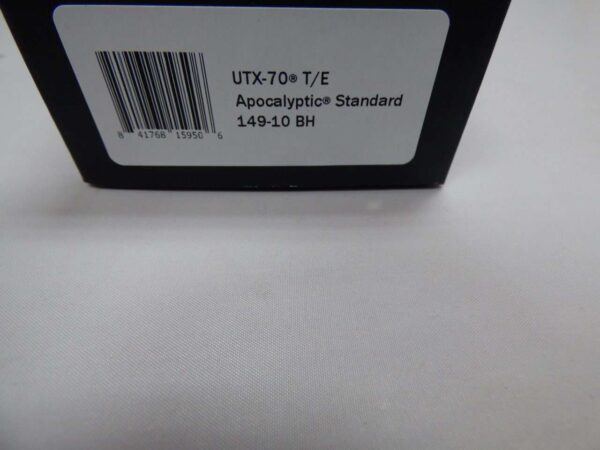 UTX-70® T/E
Apocalyptic® Standard
149-10 BH
8 41768 15950 6